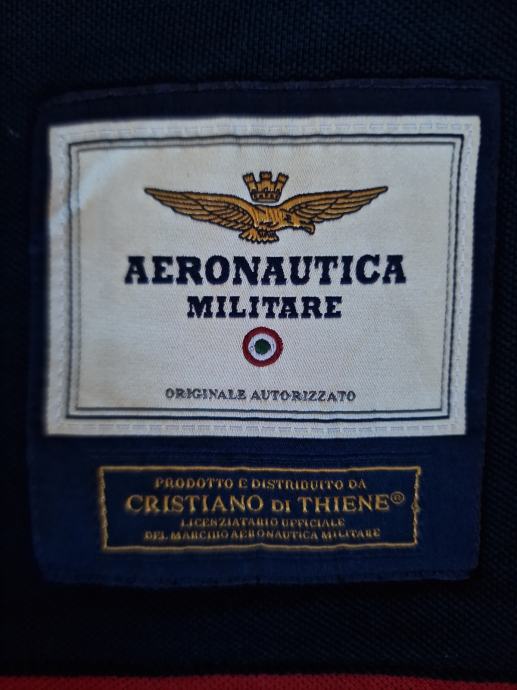 AERONAUTICA
MILITARE
ORIGINALE AUTORIZZATO
PRODOTTO E DISTRIBUITO DA
CRISTIANO DI THIENE®
LICENZIATARIO UFFICIALE
DEL MARCHIO AERONAUTICA MILITARE